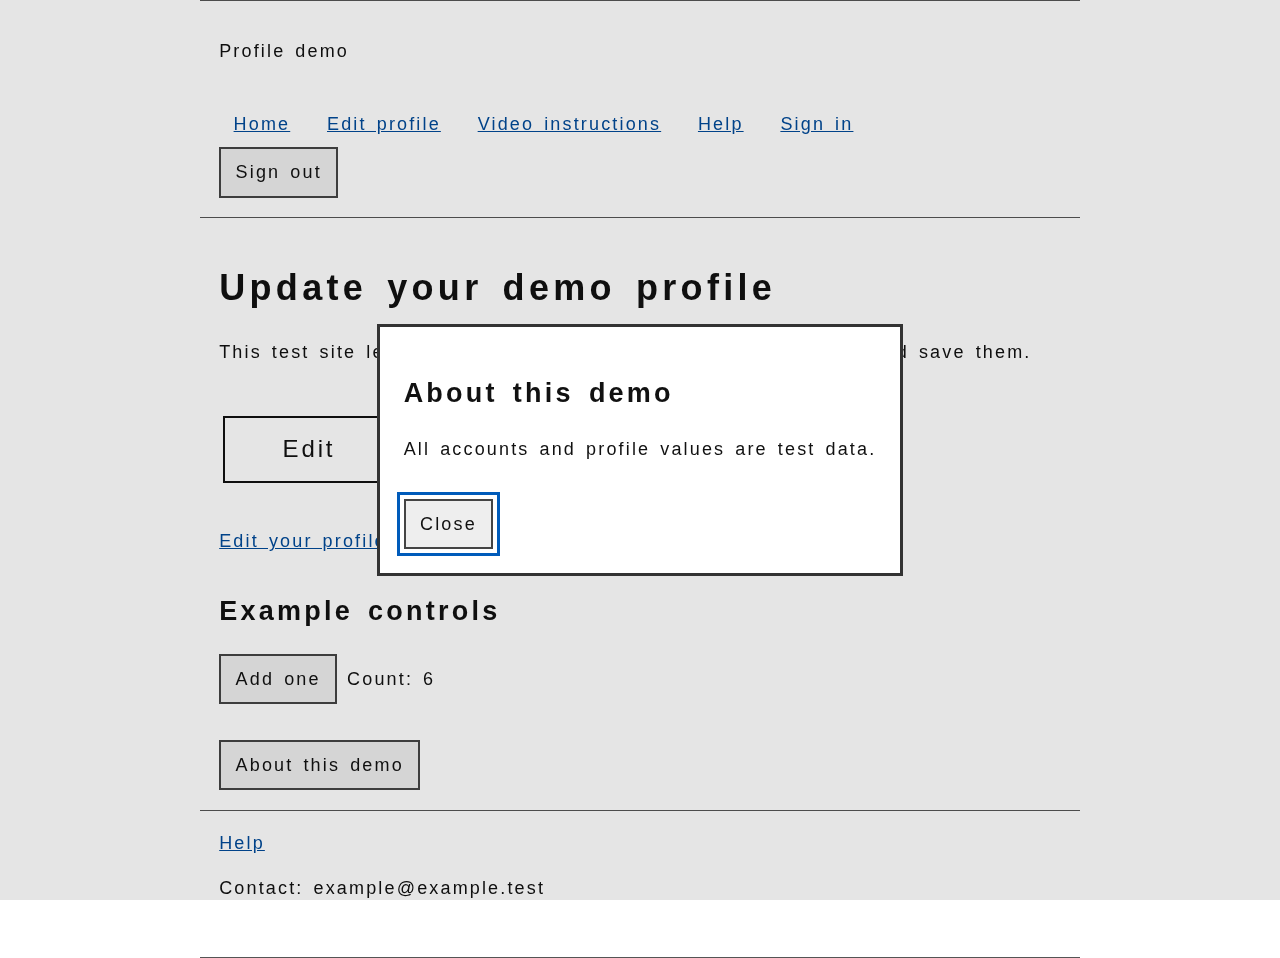 Profile demo
Home Edit profile Video instructions Help Sign in
Sign out
Update your demo profile
This test site save them.
About this demo
All accounts and profile values are test data.
Edit
Close
Edit your profile
Example controls
Add one Count: 6
About this demo
Help
Contact: example@example.test